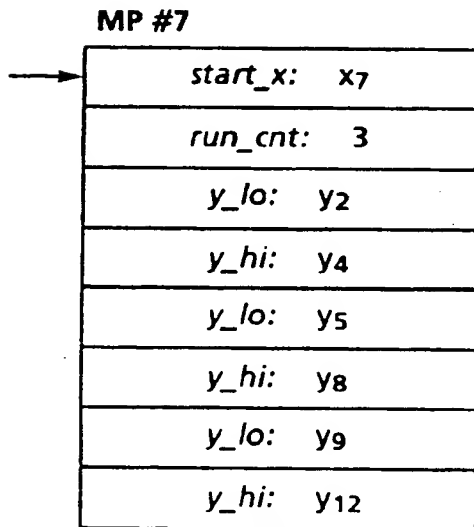 MP #7
start_x: x7
run_cnt: 3
y_lo: y2
y_hi: y4
y_lo: y5
y_hi: y8
y_lo: y9
y_hi: y12